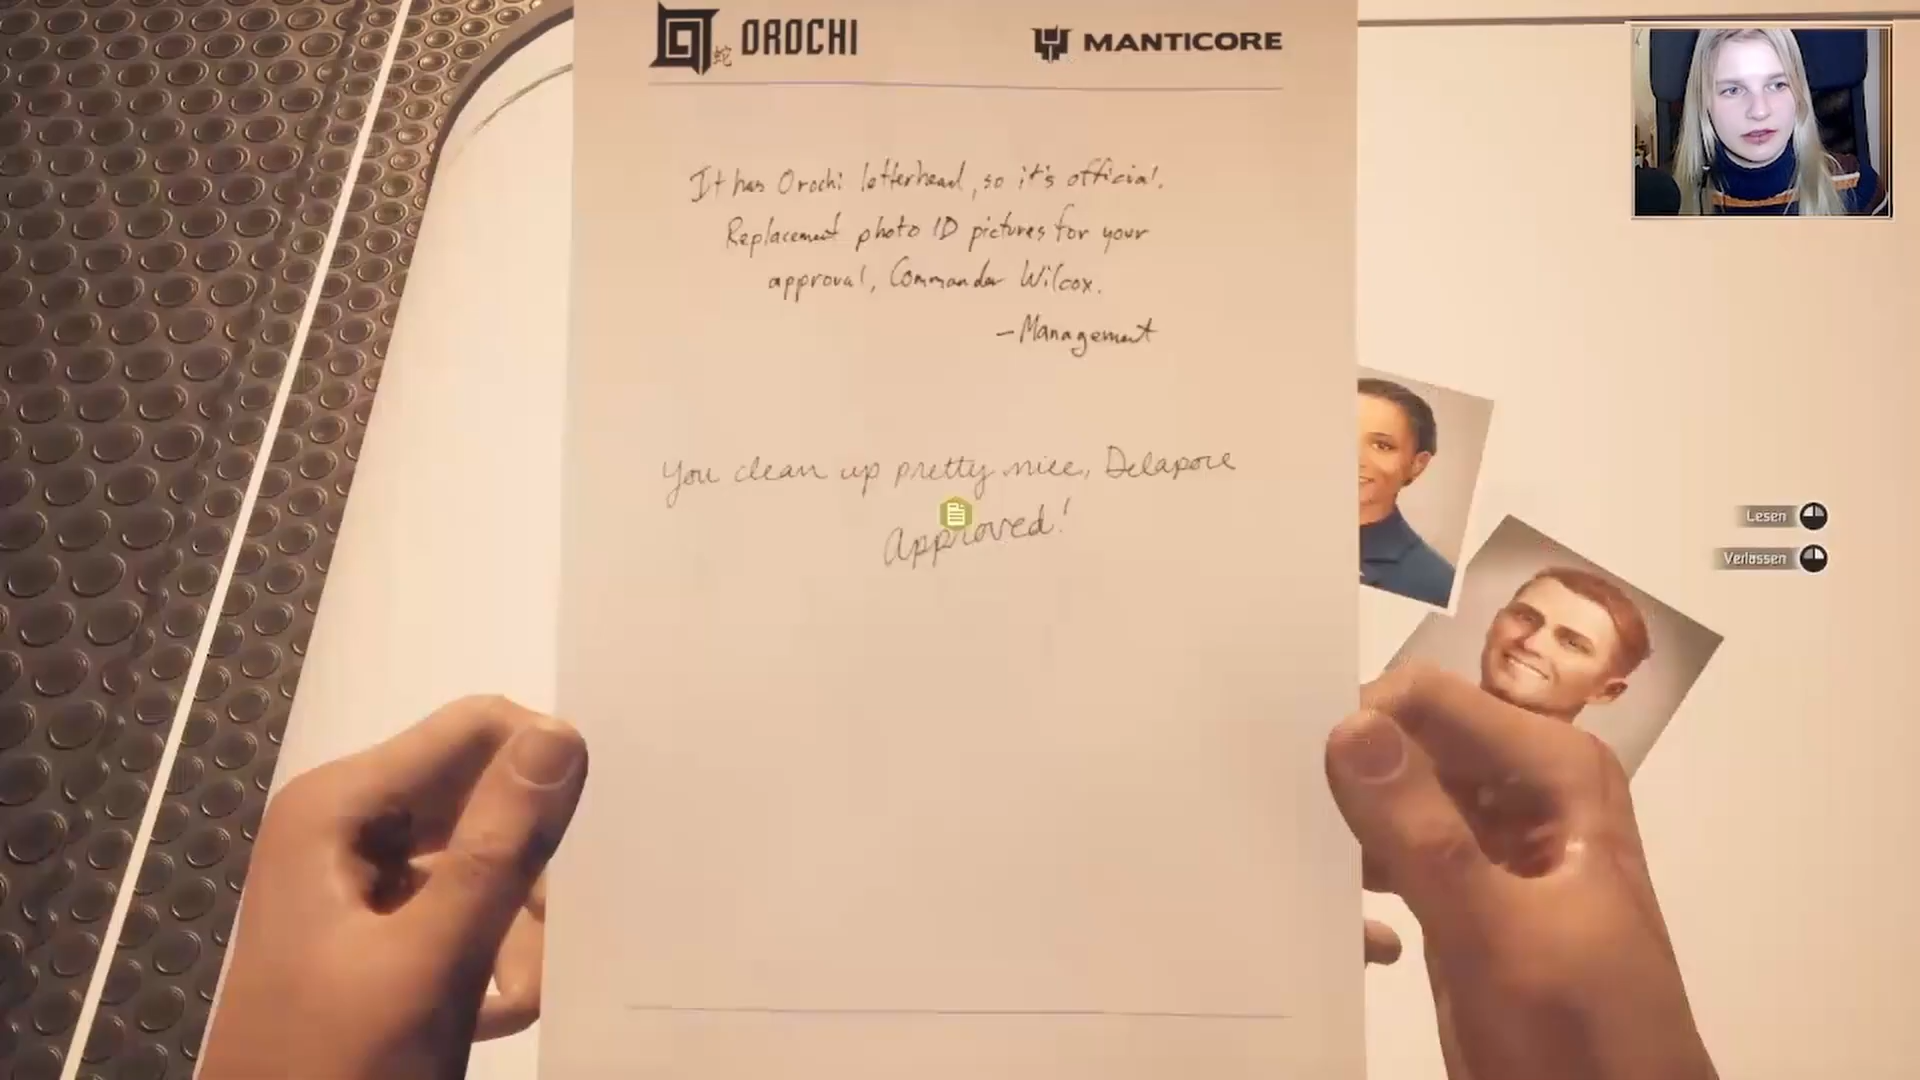 OROCHI
蛇
MANTICORE
It has Orochi letterhead, so it's official.
Replacement photo ID pictures for your
approval, Commander Wilcox.
-Management
You clean up pretty nice, Delapore
Approved!
Lesen
Verlassen